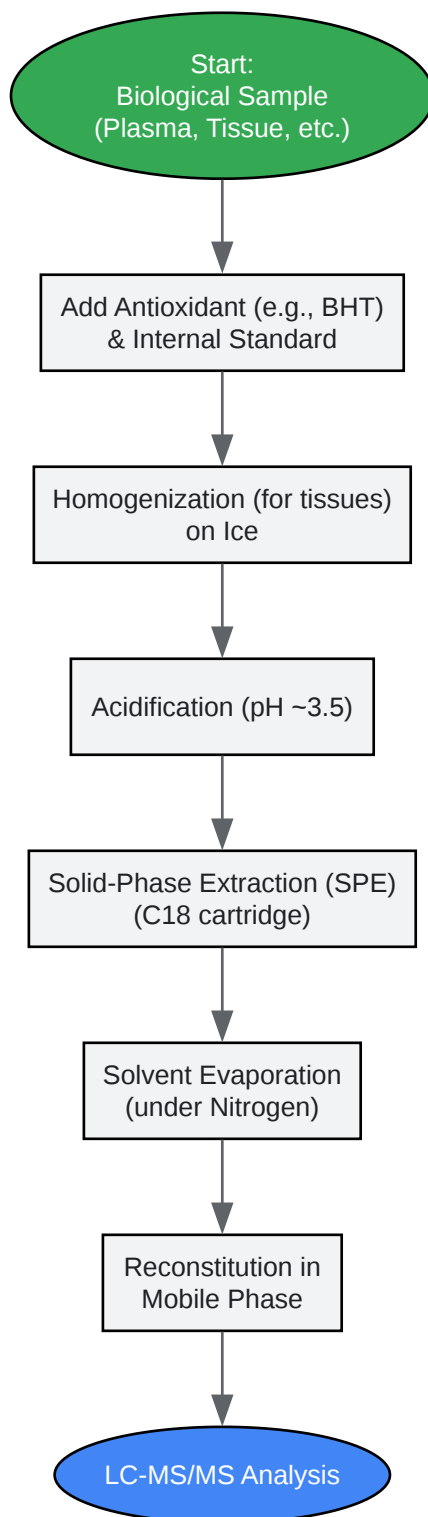 Start:
Biological Sample
(Plasma, Tissue, etc.)
Add Antioxidant (e.g., BHT)
& Internal Standard
Homogenization (for tissues)
on Ice
Acidification (pH ~3.5)
Solid-Phase Extraction (SPE)
(C18 cartridge)
Solvent Evaporation
(under Nitrogen)
Reconstitution in
Mobile Phase
LC-MS/MS Analysis